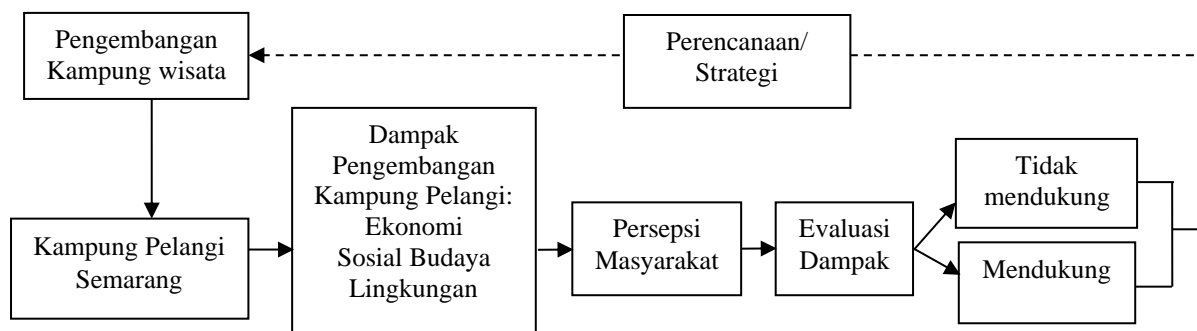 Pengembangan
Kampung wisata
Perencanaan/
Strategi
Kampung Pelangi
Semarang
Dampak
Pengembangan
Kampung Pelangi:
Ekonomi
Sosial Budaya
Lingkungan
Persepsi
Masyarakat
Evaluasi
Dampak
Tidak
mendukung
Mendukung